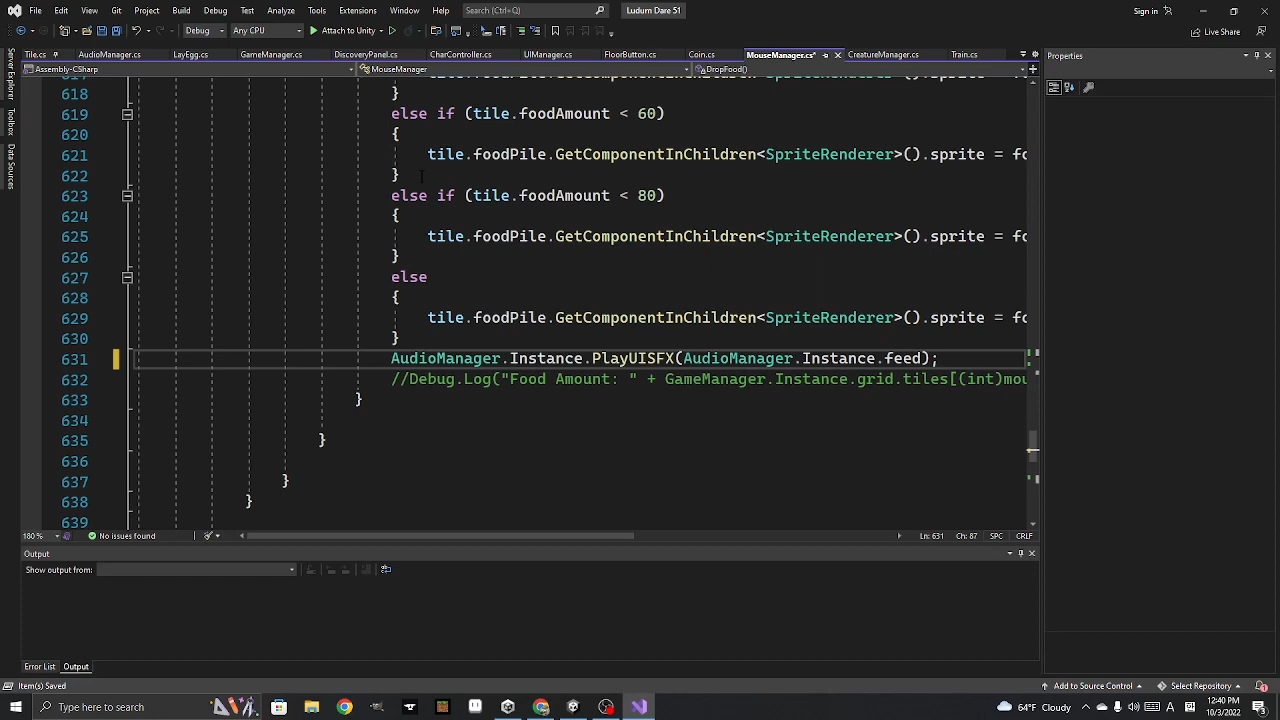 File Edit View Git Project Build Debug Test Analyze Tools Extensions Window Help Search (Ctrl+Q) Ludum Dare 51 Sign in
Debug Any CPU Attach to Unity Live Share
Tile.cs AudioManager.cs LayEgg.cs GameManager.cs DiscoveryPanel.cs CharController.cs UIManager.cs FloorButton.cs Coin.cs MouseManager.cs* CreatureManager.cs Train.cs Properties
Assembly-CSharp MouseManager DropFood()
Server Explorer
Toolbox
Data Sources
618 }
619 else if (tile.foodAmount < 60)
620 {
621 tile.foodPile.GetComponentInChildren<SpriteRenderer>().sprite = fo
622 }
623 else if (tile.foodAmount < 80)
624 {
625 tile.foodPile.GetComponentInChildren<SpriteRenderer>().sprite = fo
626 }
627 else
628 {
629 tile.foodPile.GetComponentInChildren<SpriteRenderer>().sprite = fo
630 }
631 AudioManager.Instance.PlayUISFX(AudioManager.Instance.feed);
632 //Debug.Log("Food Amount: " + GameManager.Instance.grid.tiles[(int)mou
633 }
634
635 }
636
637 }
638 }
639
180% No issues found Ln: 631 Ch: 87 SPC CRLF
Output
Show output from:
Error List Output
Item(s) Saved Add to Source Control Select Repository
Type here to search 64°F Cloudy 12:40 PM
10/3/2022